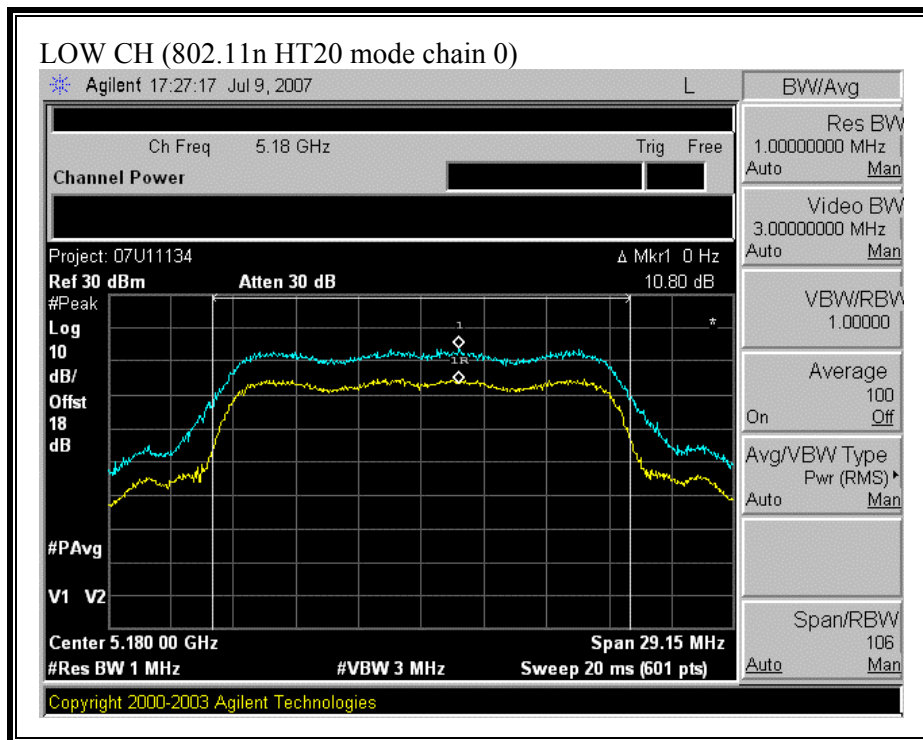 LOW CH (802.11n HT20 mode chain 0)
Agilent 17:27:17 Jul 9, 2007 L
Ch Freq 5.18 GHz Trig Free
Channel Power
Project: 07U11134 Δ Mkr1 0 Hz
Ref 30 dBm Atten 30 dB 10.80 dB
#Peak
Log
10
dB/
Offst
18
dB
1
1R
*
#PAvg
V1 V2
Center 5.180 00 GHz Span 29.15 MHz
#Res BW 1 MHz #VBW 3 MHz Sweep 20 ms (601 pts)
Copyright 2000-2003 Agilent Technologies
BW/Avg
Res BW
1.00000000 MHz
Auto Man
Video BW
3.00000000 MHz
Auto Man
VBW/RBW
1.00000
Average
100
On Off
Avg/VBW Type
Pwr (RMS)
Auto Man
Span/RBW
106
Auto Man